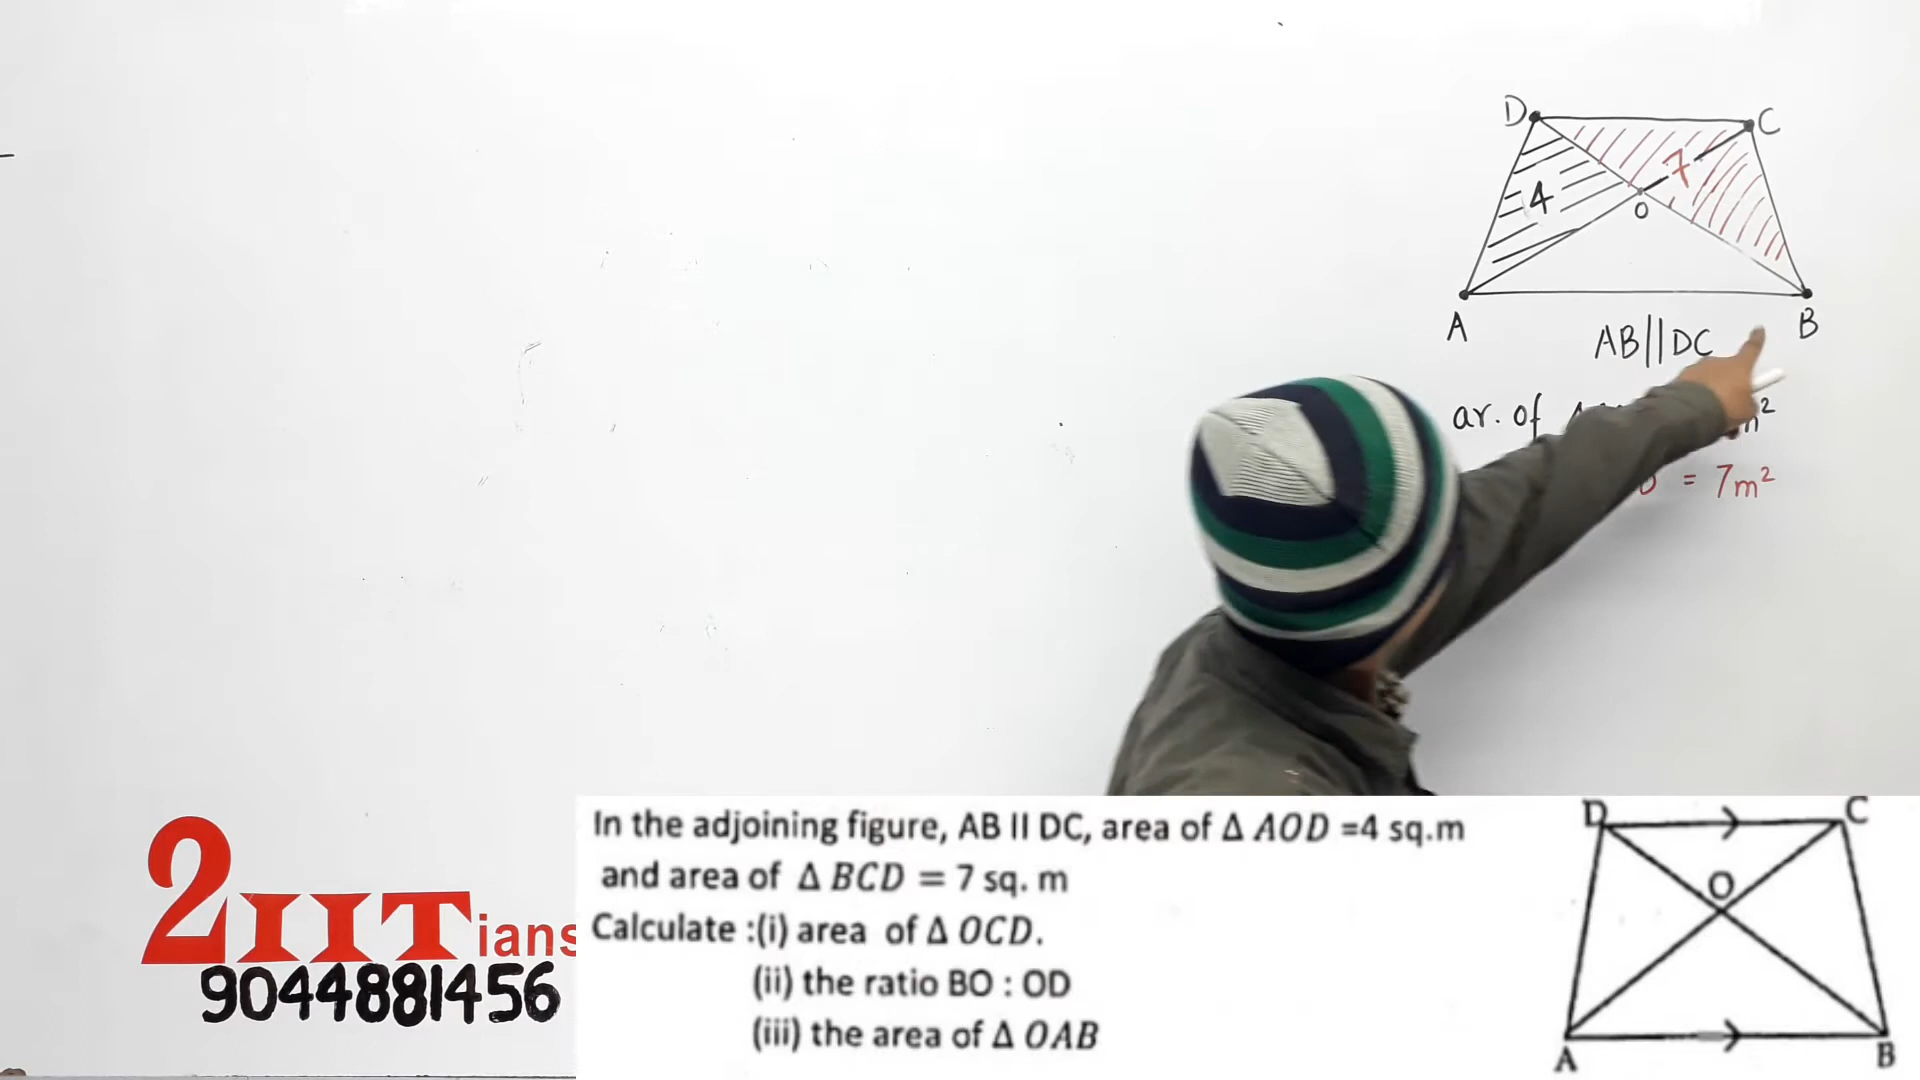 D
C
7
4
O
A
B
AB||DC
ar. of
m²
= 7m²
2IITians
9044881456
In the adjoining figure, AB II DC, area of Δ AOD =4 sq.m
and area of Δ BCD = 7 sq. m
Calculate :(i) area of Δ OCD.
(ii) the ratio BO : OD
(iii) the area of Δ OAB
D
C
O
A
B